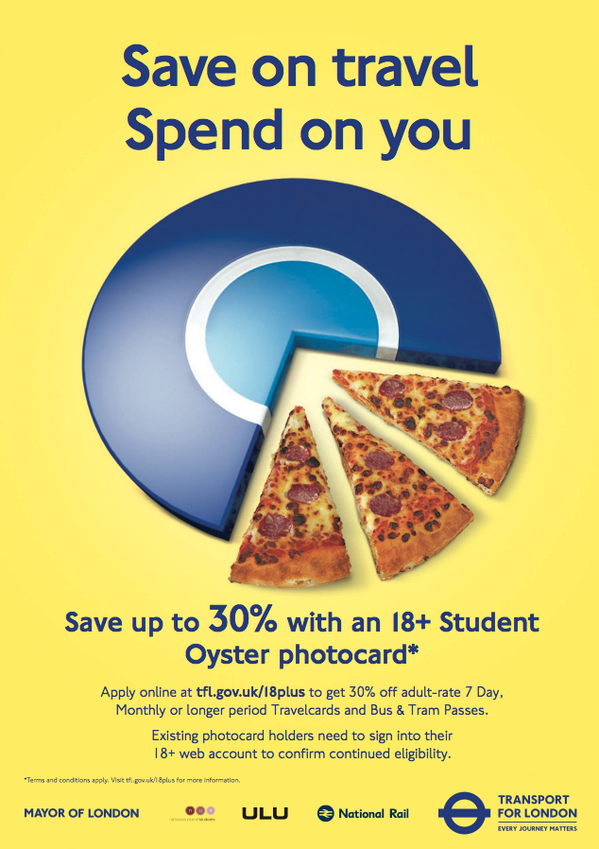 Save on travel
Spend on you
Save up to 30% with an 18+ Student
Oyster photocard*
Apply online at tfl.gov.uk/18plus to get 30% off adult-rate 7 Day,
Monthly or longer period Travelcards and Bus & Tram Passes.
Existing photocard holders need to sign into their
18+ web account to confirm continued eligibility.
*Terms and conditions apply. Visit tfl.gov.uk/18plus for more information.
MAYOR OF LONDON
ULU
National Rail
TRANSPORT
FOR LONDON
EVERY JOURNEY MATTERS